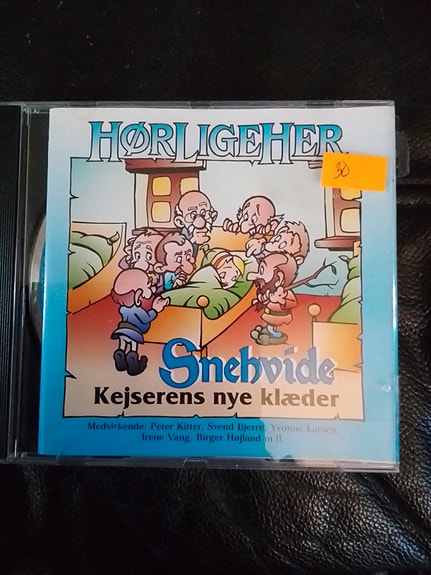 HØRLIGEHER
30
Snehvide
Kejserens nye klæder
Medvirkende: Peter Kitter, Svend Bjerre, Yvonne Larsen,
Irene Vang, Birger Højland m.fl.